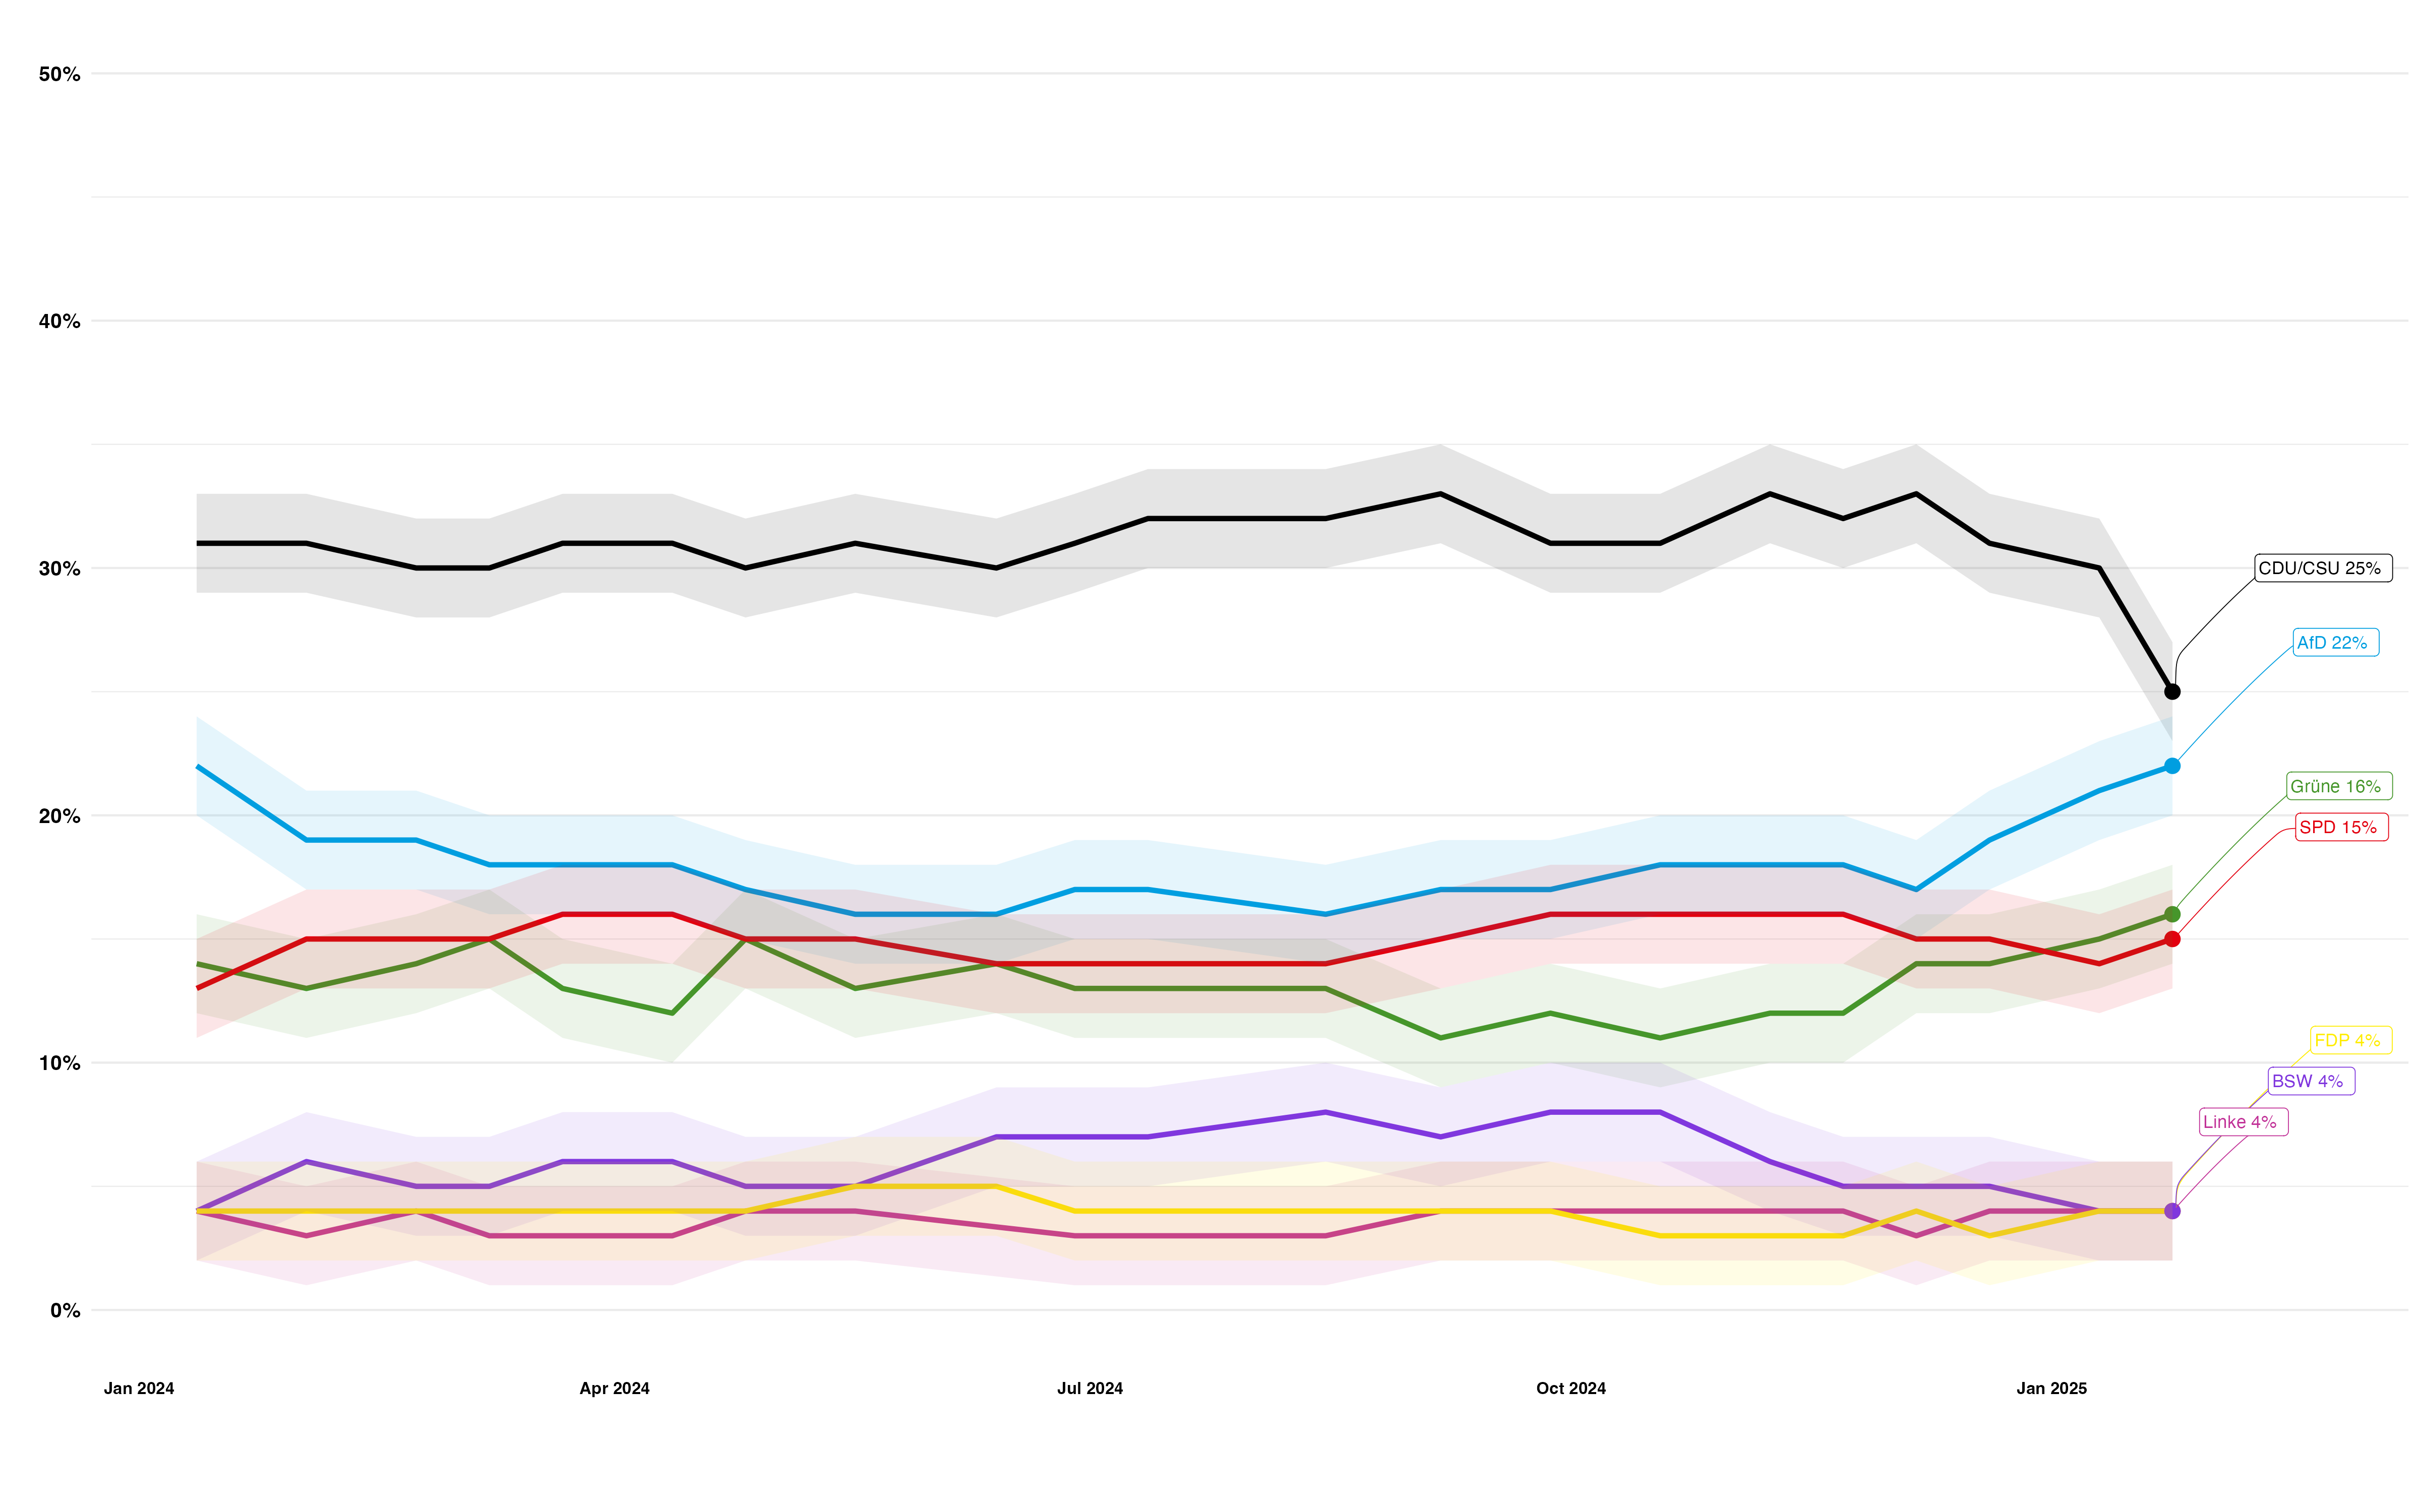 50%
40%
30%
20%
10%
0%
CDU/CSU 25%
AfD 22%
Grüne 16%
SPD 15%
FDP 4%
BSW 4%
Linke 4%
Jan 2024
Apr 2024
Jul 2024
Oct 2024
Jan 2025